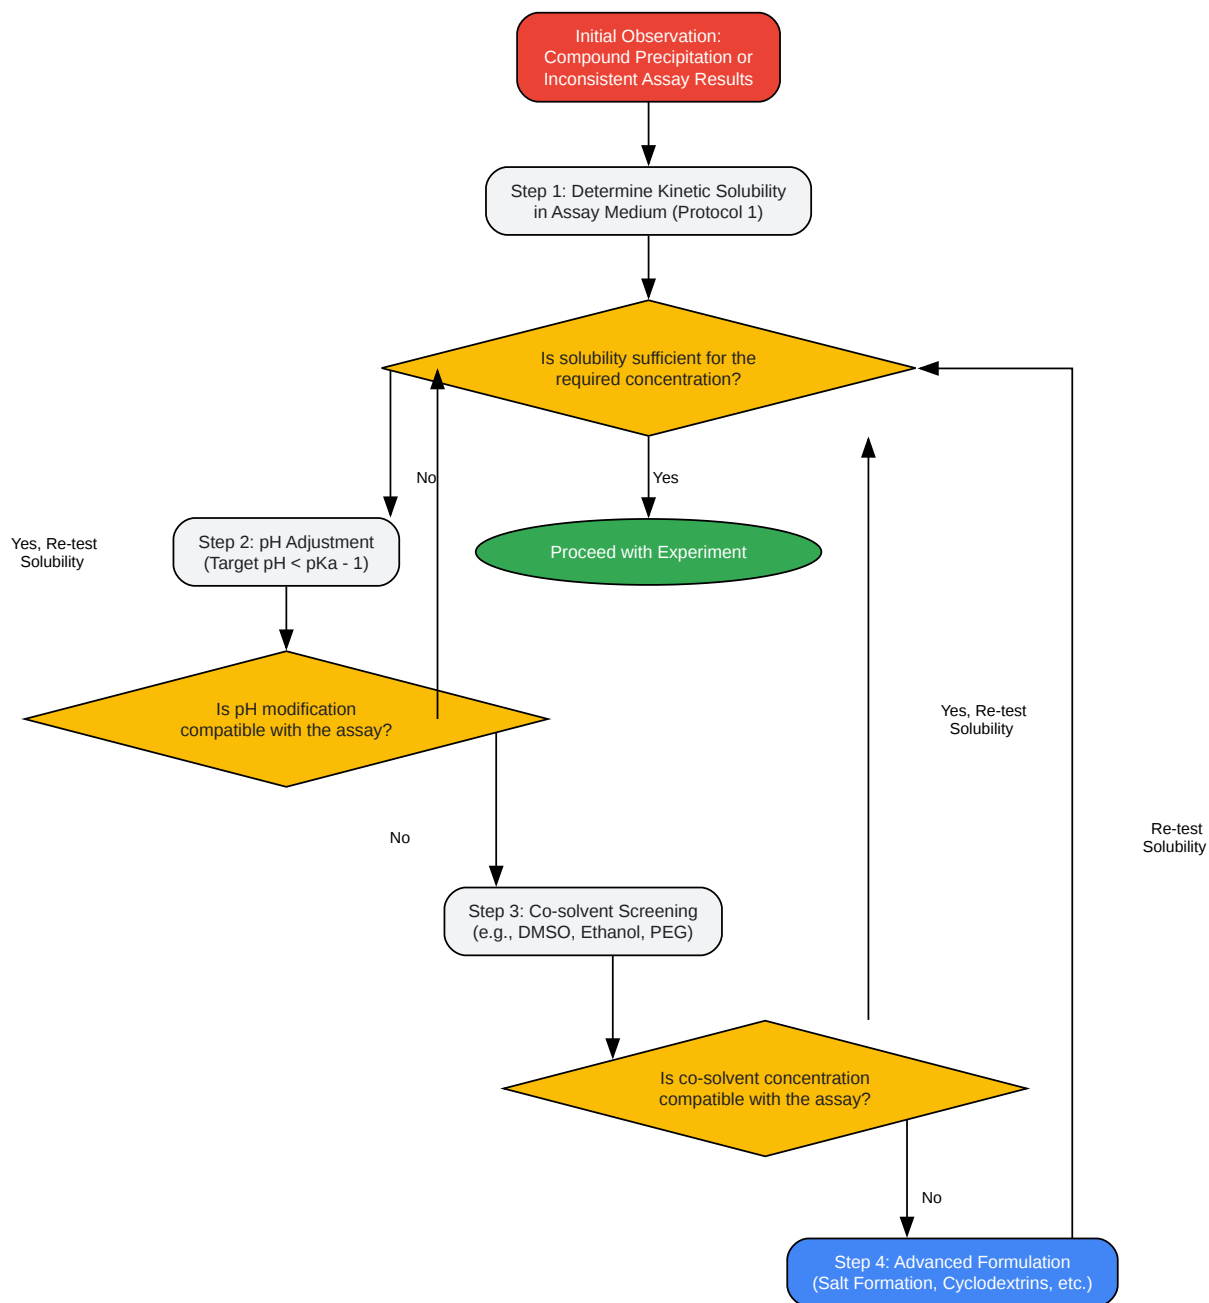 Initial Observation:
Compound Precipitation or
Inconsistent Assay Results
Step 1: Determine Kinetic Solubility
in Assay Medium (Protocol 1)
Is solubility sufficient for the
required concentration?
No
Yes
Yes, Re-test
Solubility
Step 2: pH Adjustment
(Target pH < pKa - 1)
Proceed with Experiment
Is pH modification
compatible with the assay?
Yes, Re-test
Solubility
Re-test
Solubility
No
Step 3: Co-solvent Screening
(e.g., DMSO, Ethanol, PEG)
Is co-solvent concentration
compatible with the assay?
No
Step 4: Advanced Formulation
(Salt Formation, Cyclodextrins, etc.)